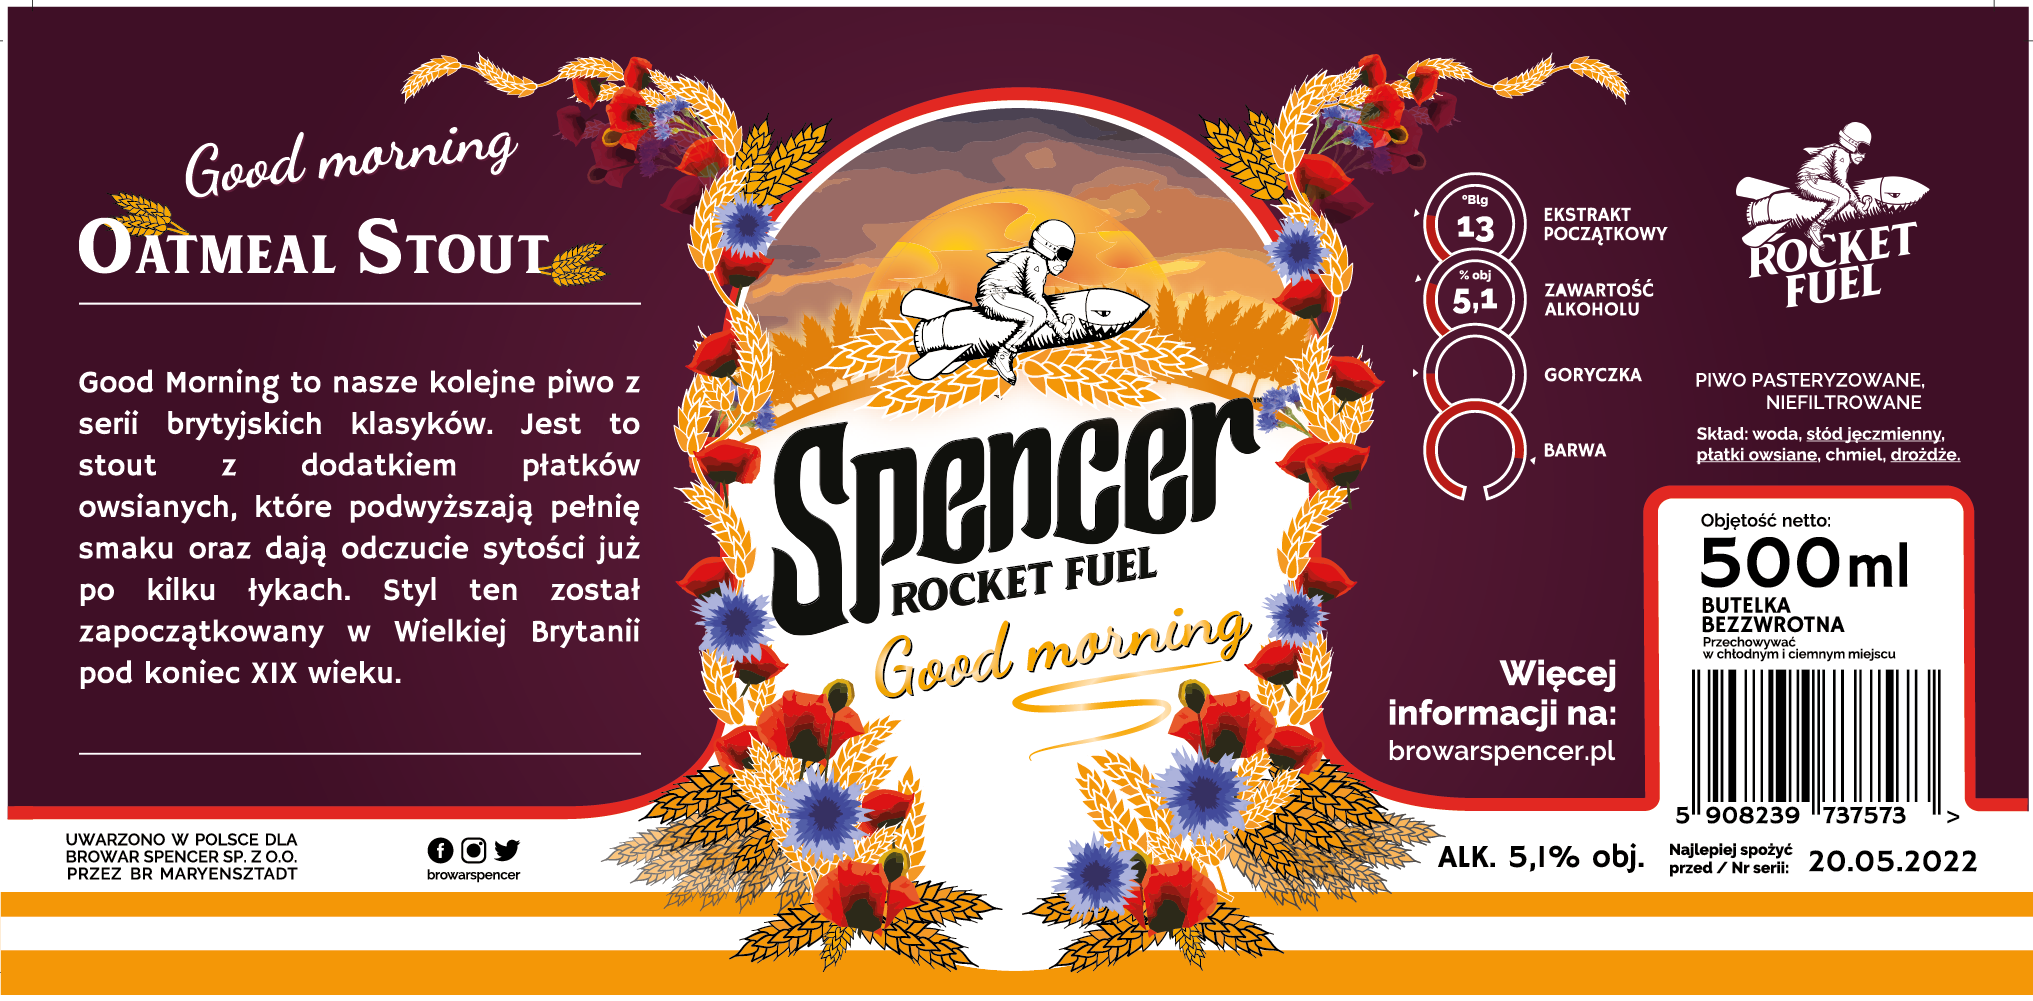 Good morning
OATMEAL STOUT
Good Morning to nasze kolejne piwo z
serii brytyjskich klasyków. Jest to
stout z dodatkiem płatków
owsianych, które podwyższają pełnię
smaku oraz dają odczucie sytości już
po kilku łykach. Styl ten został
zapoczątkowany w Wielkiej Brytanii
pod koniec XIX wieku.
UWARZONO W POLSCE DLA
BROWAR SPENCER SP. Z O.O.
PRZEZ BR MARYENSZTADT
browarspencer
Spencer™
ROCKET FUEL
Good morning
°Blg
13
EKSTRAKT
POCZĄTKOWY
% obj
5,1
ZAWARTOŚĆ
ALKOHOLU
GORYCZKA
BARWA
Więcej
informacji na:
browarspencer.pl
ROCKET
FUEL
PIWO PASTERYZOWANE,
NIEFILTROWANE
Skład: woda, słód jęczmienny,
płatki owsiane, chmiel, drożdże.
Objętość netto:
500ml
BUTELKA
BEZZWROTNA
Przechowywać
w chłodnym i ciemnym miejscu
5 908239 737573 >
ALK. 5,1% obj.
Najlepiej spożyć
przed / Nr serii:
20.05.2022